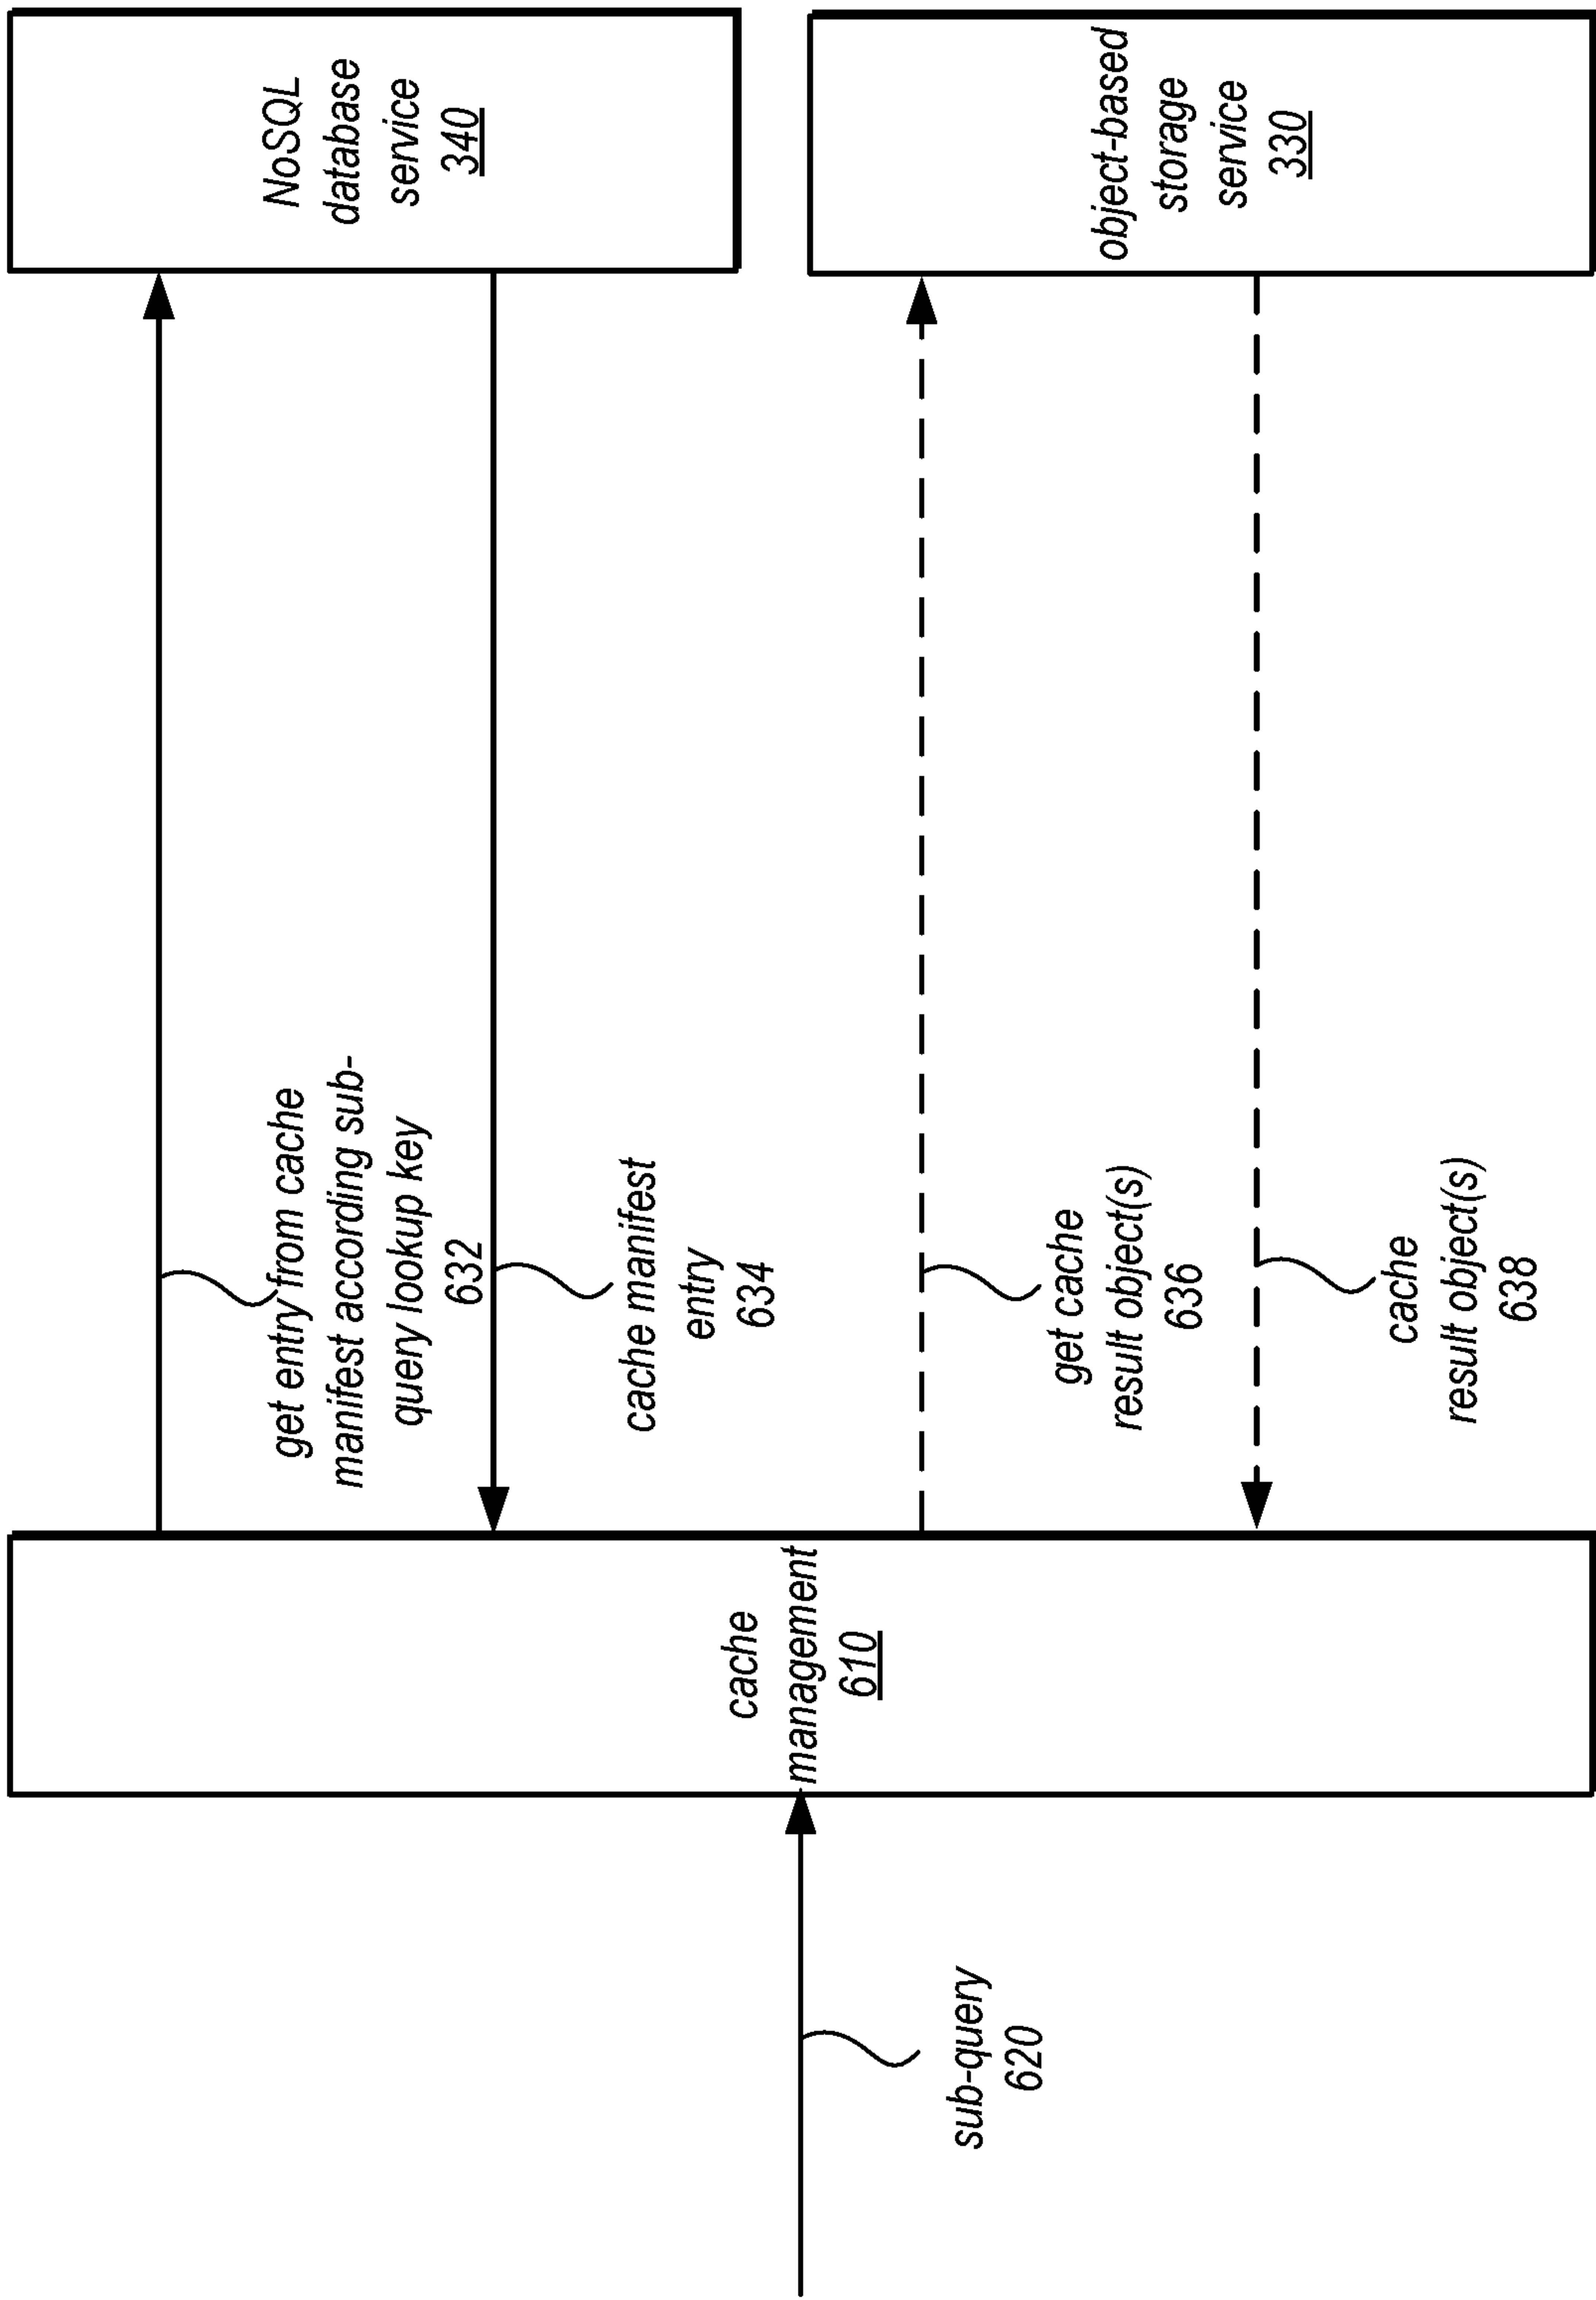 sub-query
620
cache
management
610
get entry from cache
manifest according sub-
query lookup key
632
cache manifest
entry
634
get cache
result object(s)
636
cache
result object(s)
638
NoSQL
database
service
340
object-based
storage
service
330